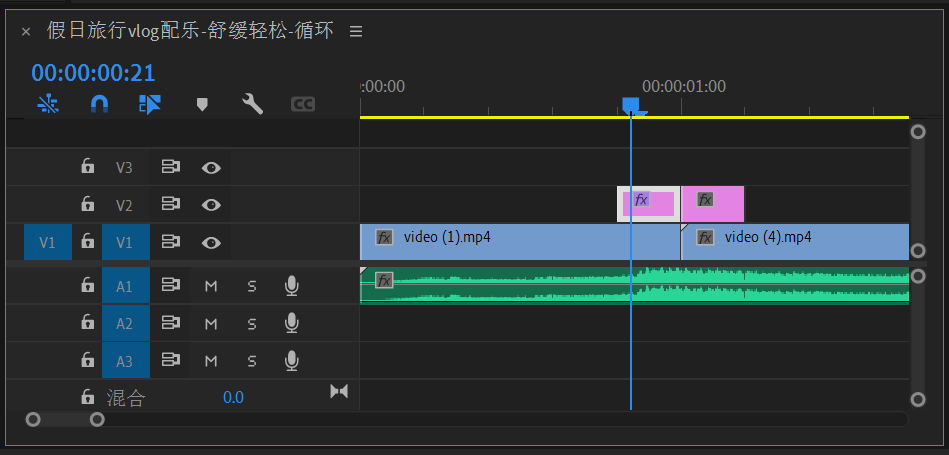 × 假日旅行vlog配乐-舒缓轻松-循环 ≡
00:00:00:21
:00:00 00:00:01:00
CC
V3
V2 fx fx
V1 V1 fx video (1).mp4 fx video (4).mp4
A1 M S fx
A2 M S
A3 M S
混合 0.0